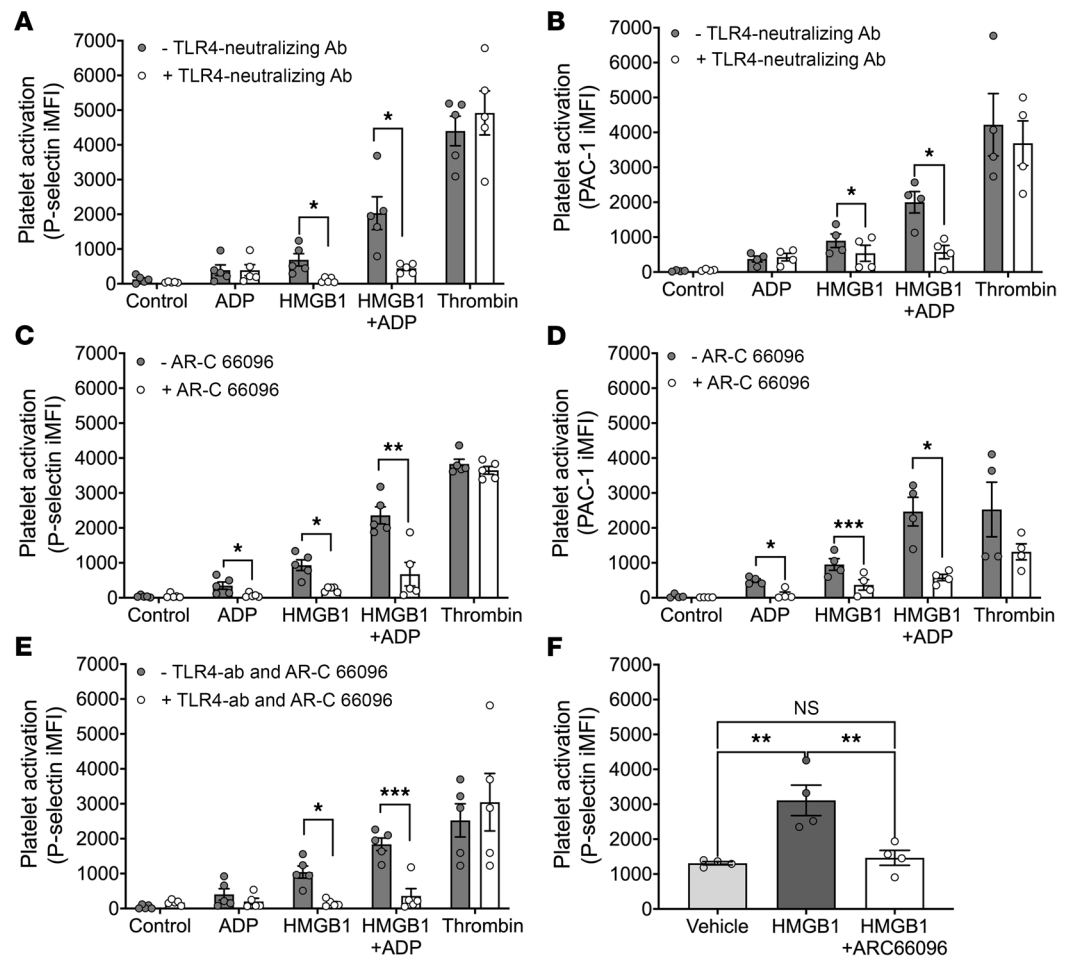 A
Platelet activation
(P-selectin iMFI)
7000
6000
5000
4000
3000
2000
1000
0
- TLR4-neutralizing Ab
+ TLR4-neutralizing Ab
*
*
Control
ADP
HMGB1
HMGB1
+ADP
Thrombin
B
Platelet activation
(PAC-1 iMFI)
7000
6000
5000
4000
3000
2000
1000
0
- TLR4-neutralizing Ab
+ TLR4-neutralizing Ab
*
*
Control
ADP
HMGB1
HMGB1
+ADP
Thrombin
C
Platelet activation
(P-selectin iMFI)
7000
6000
5000
4000
3000
2000
1000
0
- AR-C 66096
+ AR-C 66096
*
*
**
Control
ADP
HMGB1
HMGB1
+ADP
Thrombin
D
Platelet activation
(PAC-1 iMFI)
7000
6000
5000
4000
3000
2000
1000
0
- AR-C 66096
+ AR-C 66096
*
***
*
Control
ADP
HMGB1
HMGB1
+ADP
Thrombin
E
Platelet activation
(P-selectin iMFI)
7000
6000
5000
4000
3000
2000
1000
0
- TLR4-ab and AR-C 66096
+ TLR4-ab and AR-C 66096
*
***
Control
ADP
HMGB1
HMGB1
+ADP
Thrombin
F
Platelet activation
(P-selectin iMFI)
7000
6000
5000
4000
3000
2000
1000
0
NS
**
**
Vehicle
HMGB1
HMGB1
+ARC66096